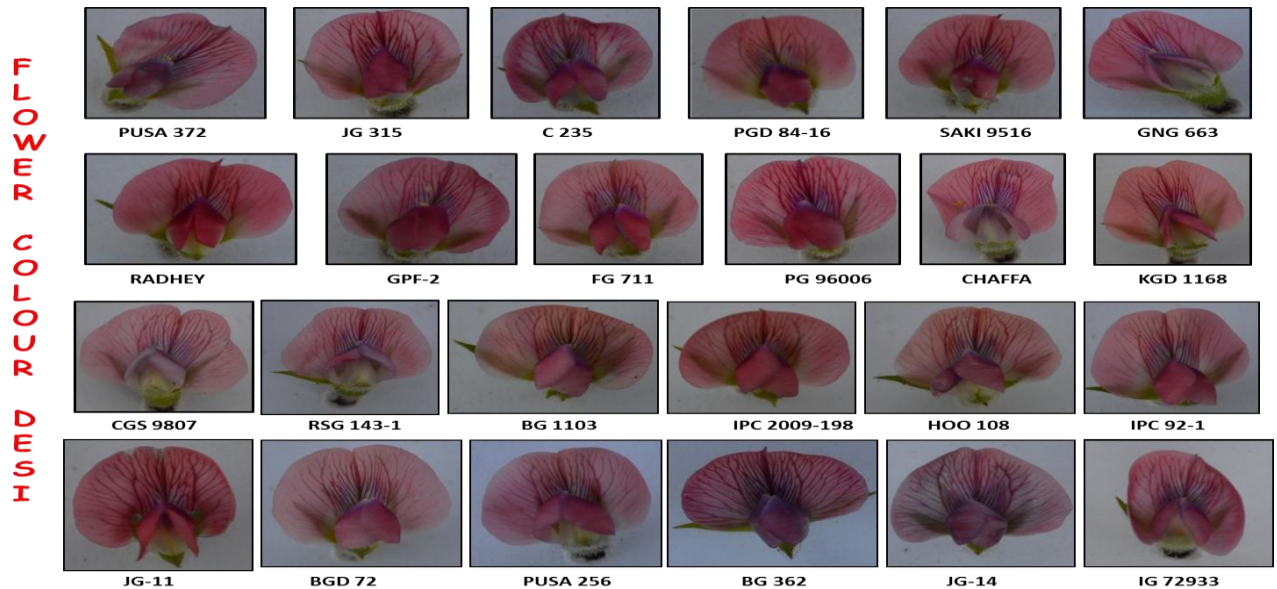 FLOWER COLOUR DESI
PUSA 372 JG 315 C 235 PGD 84-16 SAKI 9516 GNG 663
RADHEY GPF-2 FG 711 PG 96006 CHAFFA KGD 1168
CGS 9807 RSG 143-1 BG 1103 IPC 2009-198 HOO 108 IPC 92-1
JG-11 BGD 72 PUSA 256 BG 362 JG-14 IG 72933